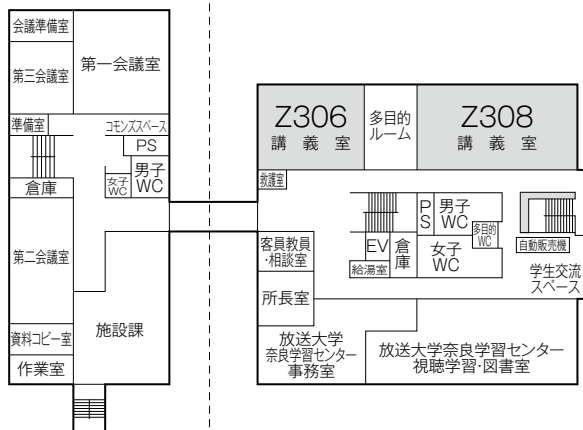 会議準備室
第三会議室
第一会議室
準備室
コモンズスペース
PS
男子
WC
女子
WC
倉庫
第二会議室
資料コピー室
作業室
施設課
Z306
講義室
多目的
ルーム
Z308
講義室
救護室
PS
男子
WC
多目的
WC
EV
倉庫
給湯室
女子
WC
自動販売機
学生交流
スペース
客員教員
・相談室
所長室
放送大学
奈良学習センター
事務室
放送大学奈良学習センター
視聴学習・図書室